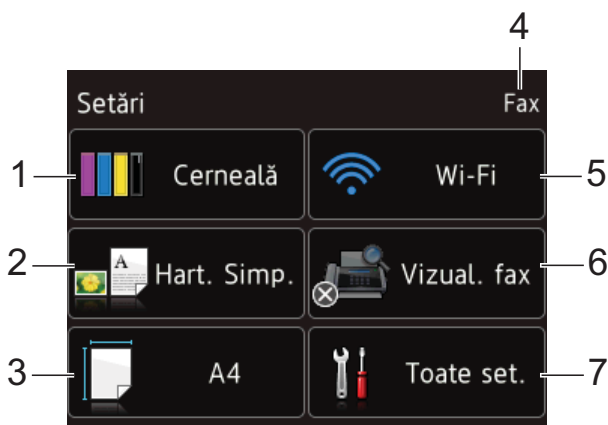 4
Setări Fax
1 Cerneală Wi-Fi 5
2 A Hart. Simp. Vizual. fax 6
3 A4 Toate set. 7